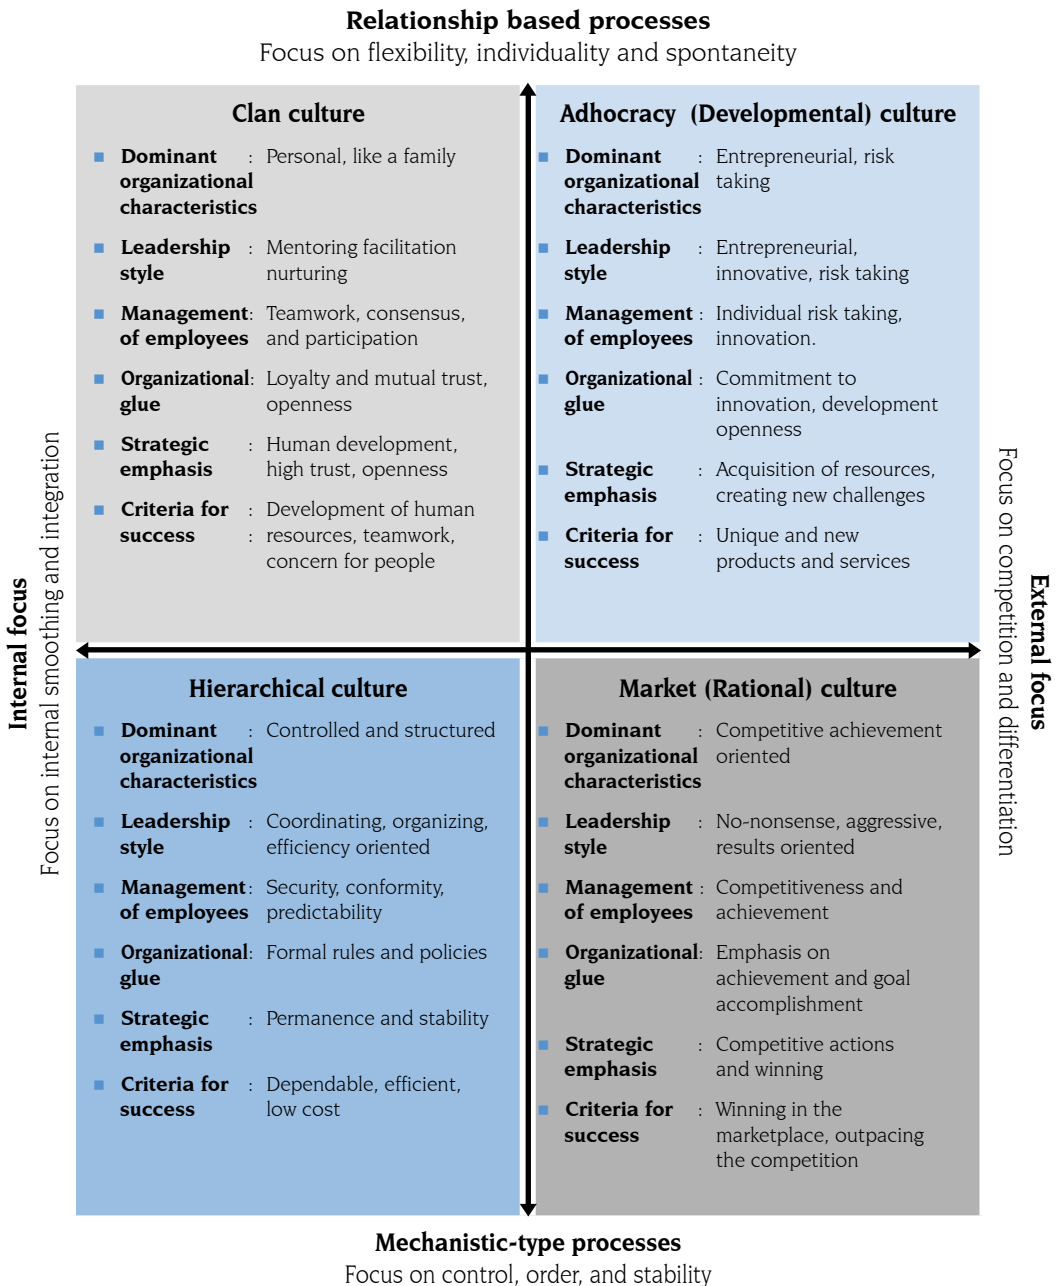 Relationship based processes
Focus on flexibility, individuality and spontaneity
Internal focus
Focus on internal smoothing and integration
Clan culture
Dominant : Personal, like a family
organizational
characteristics
Leadership : Mentoring facilitation
style nurturing
Management: Teamwork, consensus,
of employees and participation
Organizational: Loyalty and mutual trust,
glue openness
Strategic : Human development,
emphasis high trust, openness
Criteria for : Development of human
success : resources, teamwork,
concern for people
Adhocracy (Developmental) culture
Dominant : Entrepreneurial, risk
organizational taking
characteristics
Leadership : Entrepreneurial,
style innovative, risk taking
Management : Individual risk taking,
of employees innovation.
Organizational : Commitment to
glue innovation, development
openness
Strategic : Acquisition of resources,
emphasis creating new challenges
Criteria for : Unique and new
success products and services
Hierarchical culture
Dominant : Controlled and structured
organizational
characteristics
Leadership : Coordinating, organizing,
style efficiency oriented
Management: Security, conformity,
of employees predictability
Organizational: Formal rules and policies
glue
Strategic : Permanence and stability
emphasis
Criteria for : Dependable, efficient,
success low cost
Market (Rational) culture
Dominant : Competitive achievement
organizational oriented
characteristics
Leadership : No-nonsense, aggressive,
style results oriented
Management : Competitiveness and
of employees achievement
Organizational: Emphasis on
glue achievement and goal
accomplishment
Strategic : Competitive actions
emphasis and winning
Criteria for : Winning in the
success marketplace, outpacing
the competition
External focus
Focus on competition and differentiation
Mechanistic-type processes
Focus on control, order, and stability